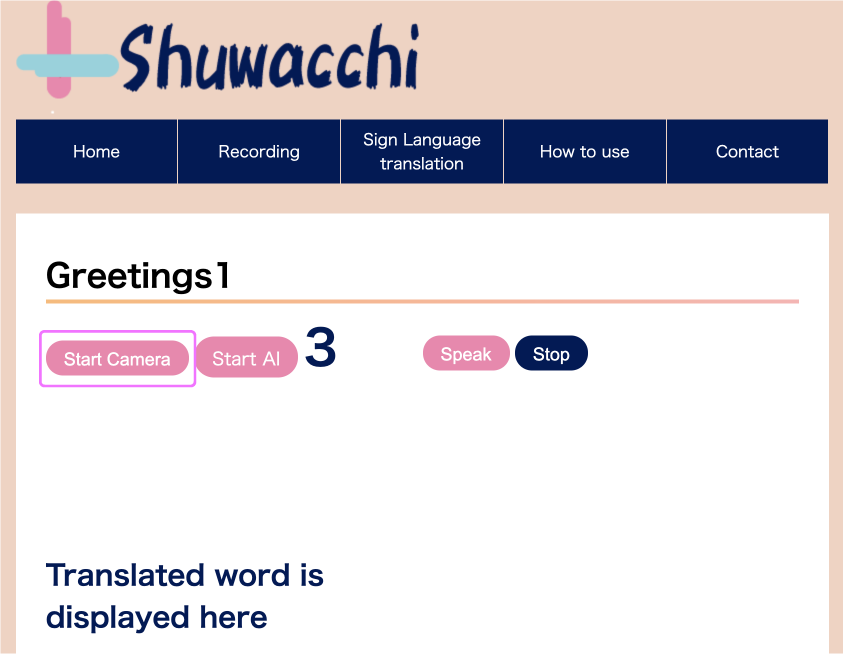 Shuwacchi
Home
Recording
Sign Language
translation
How to use
Contact
Greetings1
Start Camera
Start AI
3
Speak
Stop
Translated word is
displayed here